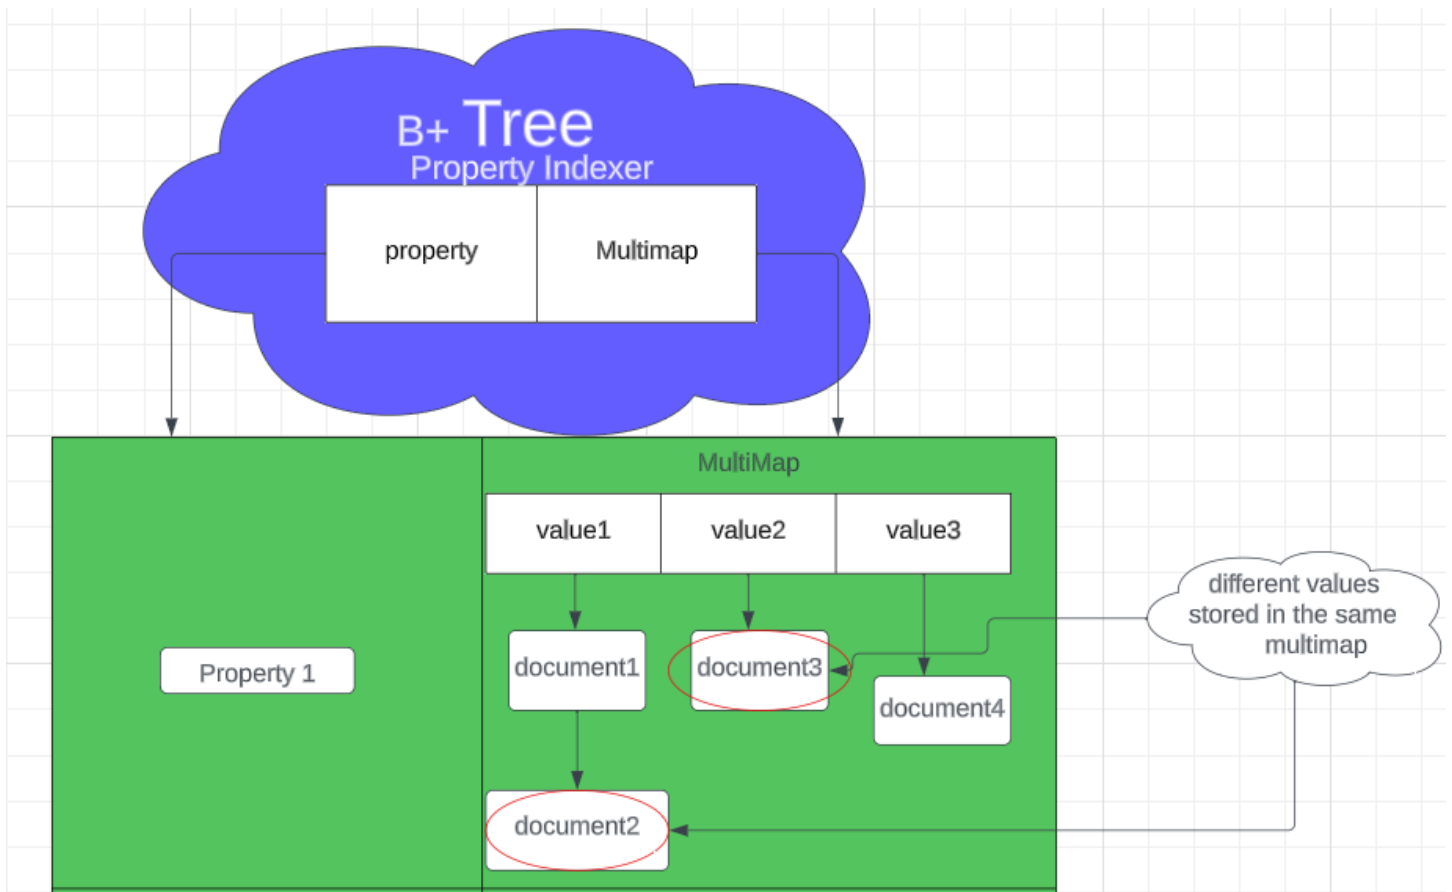 B+ Tree
Property Indexer
property Multimap
MultiMap
value1 value2 value3
different values
stored in the same
multimap
Property 1
document1 document3
document4
document2